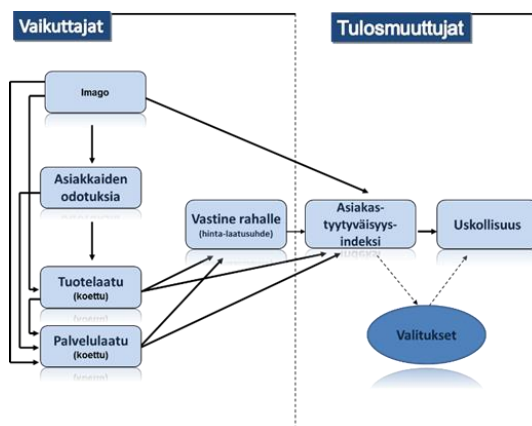 Vaikuttajat
Tulosmuuttujat
Imago
Asiakkaiden
odotuksia
Vastine rahalle
(hinta-laatusuhde)
Asiakas-
tyytyväisyys-
indeksi
Uskollisuus
Tuotelaatu
(koettu)
Palvelulaatu
(koettu)
Valitukset